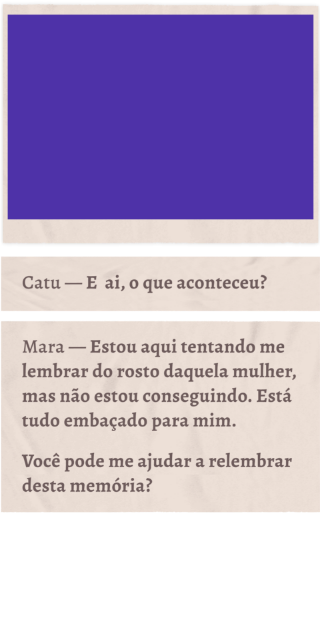 Catu — E  ai, o que aconteceu?
Mara — Estou aqui tentando me
lembrar do rosto daquela mulher,
mas não estou conseguindo. Está
tudo embaçado para mim.
Você pode me ajudar a relembrar
desta memória?